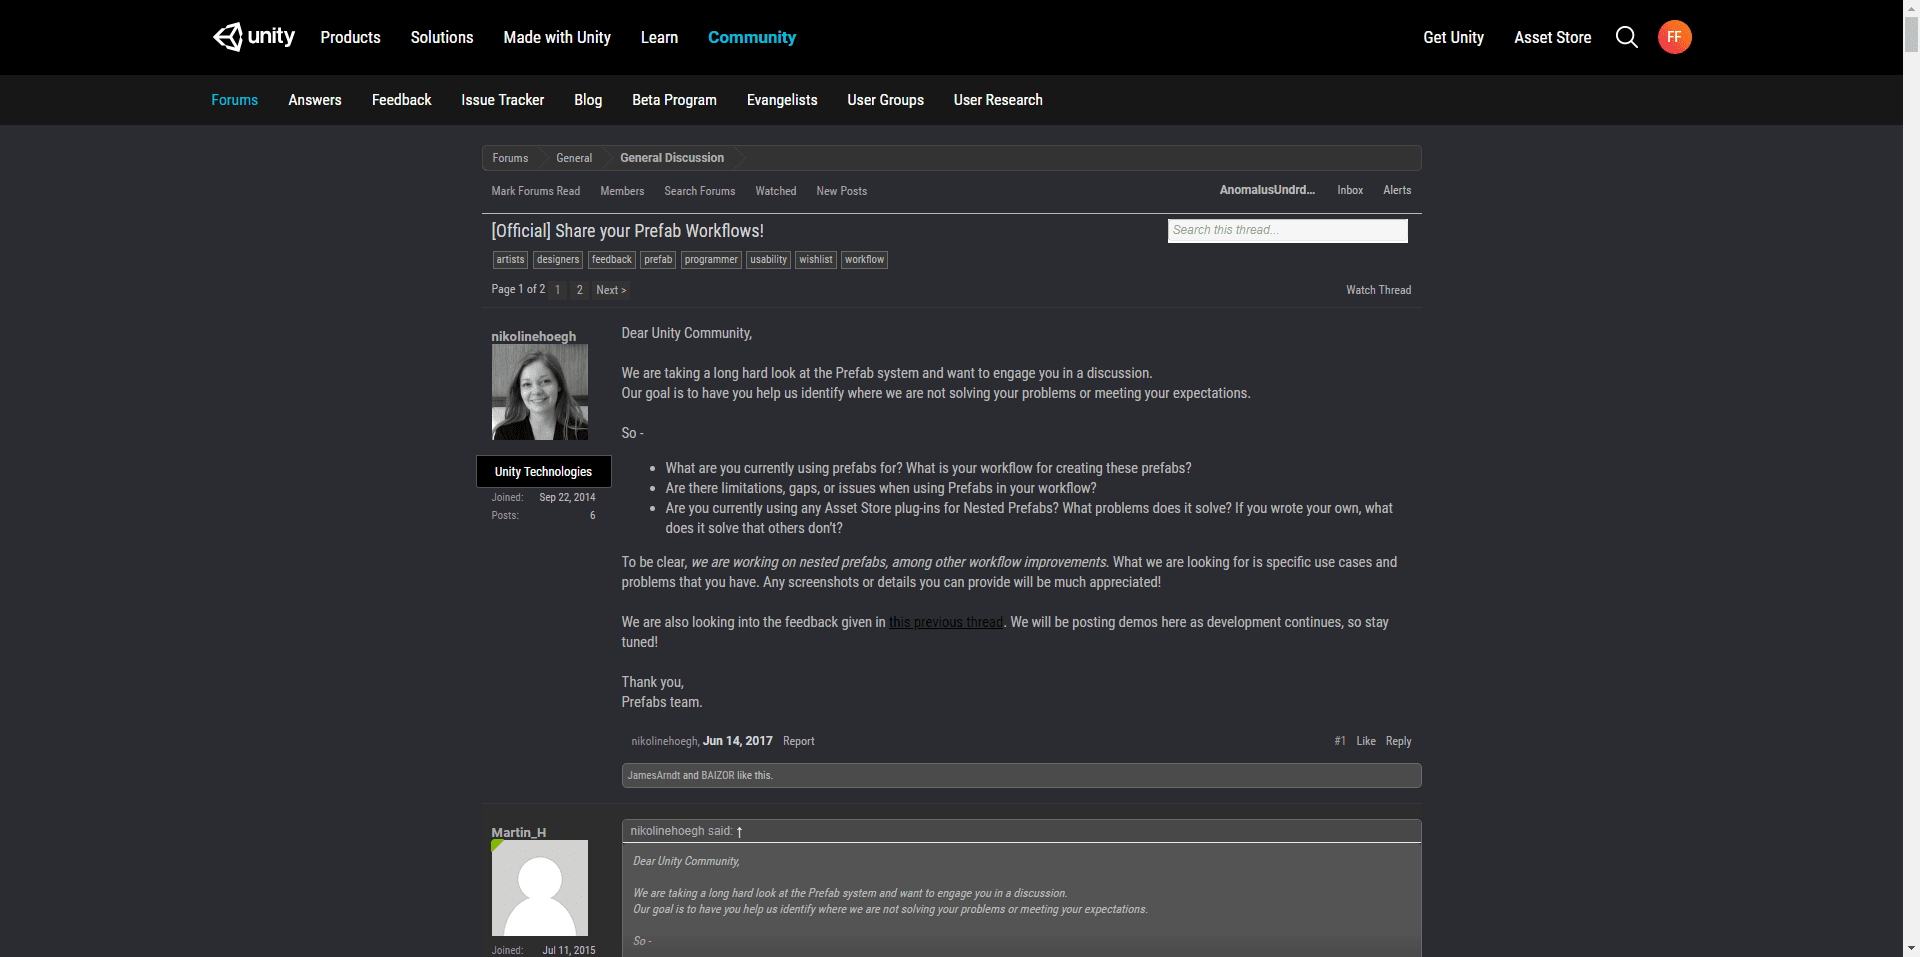 unity Products Solutions Made with Unity Learn Community Get Unity Asset Store FF
Forums Answers Feedback Issue Tracker Blog Beta Program Evangelists User Groups User Research
Forums General General Discussion
Mark Forums Read Members Search Forums Watched New Posts AnomalusUndrd... Inbox Alerts
[Official] Share your Prefab Workflows! Search this thread...
artists designers feedback prefab programmer usability wishlist workflow
Page 1 of 2 1 2 Next > Watch Thread
nikolinehoegh
Unity Technologies
Joined: Sep 22, 2014
Posts: 6
Dear Unity Community,
We are taking a long hard look at the Prefab system and want to engage you in a discussion.
Our goal is to have you help us identify where we are not solving your problems or meeting your expectations.
So -
• What are you currently using prefabs for? What is your workflow for creating these prefabs?
• Are there limitations, gaps, or issues when using Prefabs in your workflow?
• Are you currently using any Asset Store plug-ins for Nested Prefabs? What problems does it solve? If you wrote your own, what
does it solve that others don't?
To be clear, we are working on nested prefabs, among other workflow improvements. What we are looking for is specific use cases and
problems that you have. Any screenshots or details you can provide will be much appreciated!
We are also looking into the feedback given in this previous thread. We will be posting demos here as development continues, so stay
tuned!
Thank you,
Prefabs team.
nikolinehoegh, Jun 14, 2017 Report #1 Like Reply
JamesArndt and BAIZOR like this.
Martin_H
Joined: Jul 11, 2015
nikolinehoegh said: ↑
Dear Unity Community,
We are taking a long hard look at the Prefab system and want to engage you in a discussion.
Our goal is to have you help us identify where we are not solving your problems or meeting your expectations.
So -